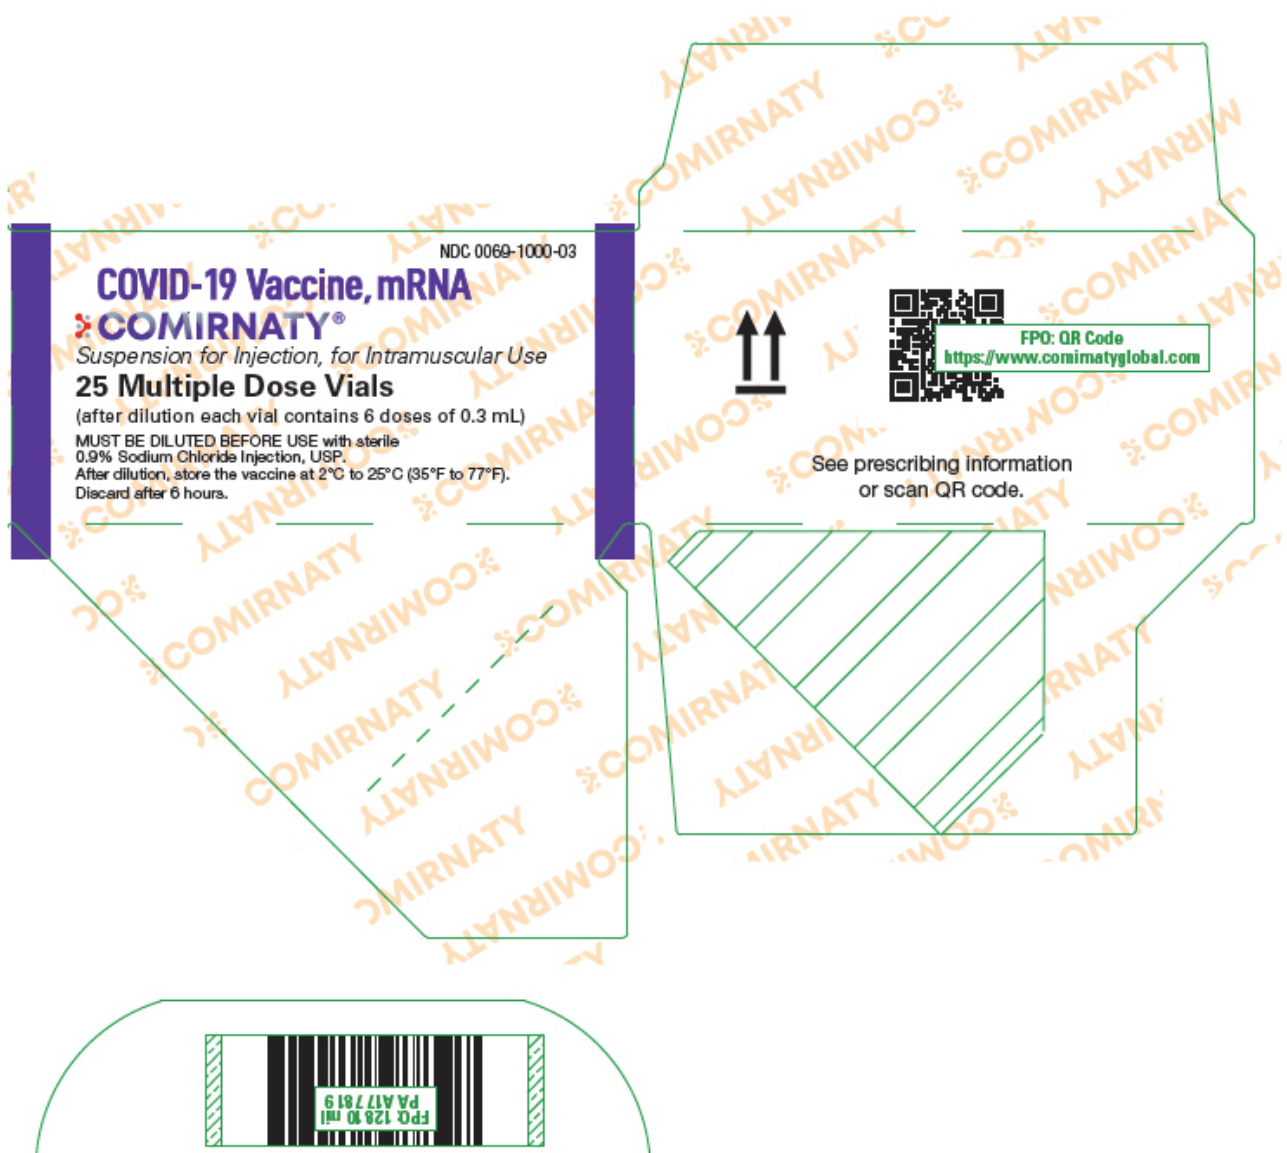 NDC 0069-1000-03
COVID-19 Vaccine, mRNA
COMIRNATY®
Suspension for Injection, for Intramuscular Use
25 Multiple Dose Vials
(after dilution each vial contains 6 doses of 0.3 mL)
MUST BE DILUTED BEFORE USE with sterile
0.9% Sodium Chloride Injection, USP.
After dilution, store the vaccine at 2°C to 25°C (35°F to 77°F).
Discard after 6 hours.
FPO: QR Code
https://www.comirnatyglobal.com
See prescribing information
or scan QR code.
FPO: 128 10 mil
PAA177819